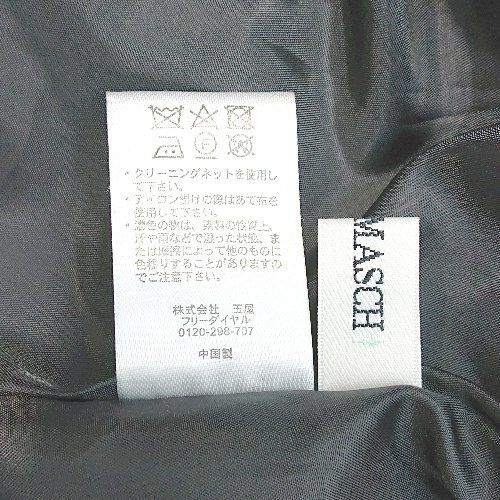 ・クリーニングネットを使用し
て下さい。
・アイロン掛けの際はあて布を
使用して下さい。
・濃色の物は、染料の性質上、
汗や雨などで湿った状態、ま
たは摩擦によって他のものに
色移りすることがありますの
でご注意下さい。
株式会社 玉屋
フリーダイヤル
0120-298-707
中国製
MASCH